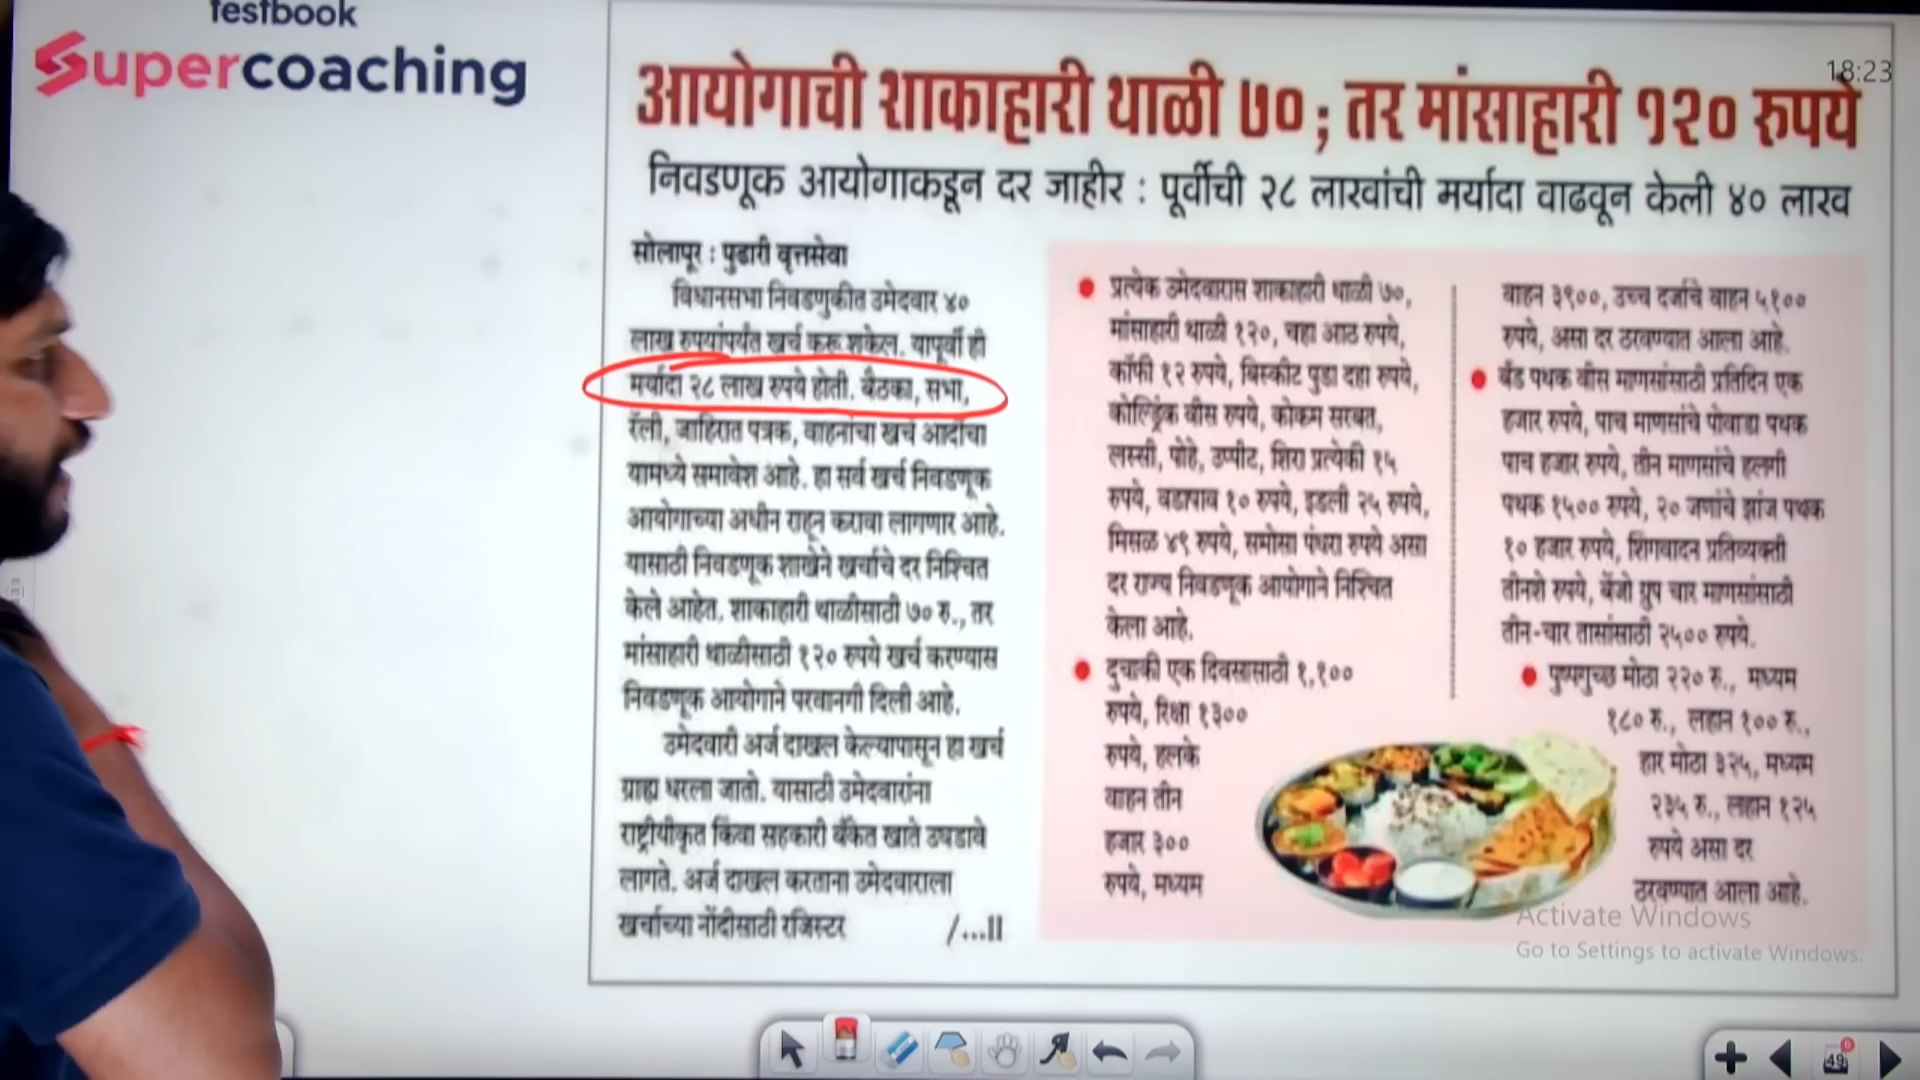 testbook
Supercoaching
18:23
आयोगाची शाकाहारी थाळी ७०; तर मांसाहारी १२० रुपये
निवडणूक आयोगाकडून दर जाहीर : पूर्वीची २८ लाखांची मर्यादा वाढवून केली ४० लाख
सोलापूर : पुढारी वृत्तसेवा
विधानसभा निवडणुकीत उमेदवार ४०
लाख रुपयांपर्यंत खर्च करू शकेल. यापूर्वी ही
मर्यादा २८ लाख रुपये होती. बैठका, सभा,
रॅली, जाहिरात पत्रक, वाहनांचा खर्च आदींचा
यामध्ये समावेश आहे. हा सर्व खर्च निवडणूक
आयोगाच्या अधीन राहून करावा लागणार आहे.
यासाठी निवडणूक शाखेने खर्चाचे दर निश्चित
केले आहेत. शाकाहारी थाळीसाठी ७० रु., तर
मांसाहारी थाळीसाठी १२० रुपये खर्च करण्यास
निवडणूक आयोगाने परवानगी दिली आहे.
उमेदवारी अर्ज दाखल केल्यापासून हा खर्च
ग्राह्य धरला जातो. यासाठी उमेदवारांना
राष्ट्रीयीकृत किंवा सहकारी बँकेत खाते उघडावे
लागते. अर्ज दाखल करताना उमेदवाराला
खर्चाच्या नोंदीसाठी रजिस्टर /...॥
प्रत्येक उमेदवारास शाकाहारी थाळी ७०,
मांसाहारी थाळी १२०, चहा आठ रुपये,
कॉफी १२ रुपये, बिस्कीट पुडा दहा रुपये,
कोल्ड्रिंक वीस रुपये, कोकम सरबत,
लस्सी, पोहे, उप्पीट, शिरा प्रत्येकी १५
रुपये, वडापाव १० रुपये, इडली २५ रुपये,
मिसळ ४९ रुपये, समोसा पंधरा रुपये असा
दर राज्य निवडणूक आयोगाने निश्चित
केला आहे.
दुचाकी एक दिवसासाठी १,१००
रुपये, रिक्षा १३००
रुपये, हलके
वाहन तीन
हजार ३००
रुपये, मध्यम
वाहन ३९००, उच्च दर्जाचे वाहन ५१००
रुपये, असा दर ठरवण्यात आला आहे.
बँड पथक वीस माणसांसाठी प्रतिदिन एक
हजार रुपये, पाच माणसांचे पोवाडा पथक
पाच हजार रुपये, तीन माणसांचे हलगी
पथक १५०० रुपये, २० जणांचे झांज पथक
१० हजार रुपये, शिंगवादन प्रतिव्यक्ती
तीनशे रुपये, बेंजो ग्रुप चार माणसांसाठी
तीन-चार तासांसाठी २५०० रुपये.
पुष्पगुच्छ मोठा २२० रु., मध्यम
१८० रु., लहान १०० रु.,
हार मोठा ३२५, मध्यम
२३५ रु., लहान १२५
रुपये असा दर
ठरवण्यात आला आहे.
Activate Windows
Go to Settings to activate Windows.
49